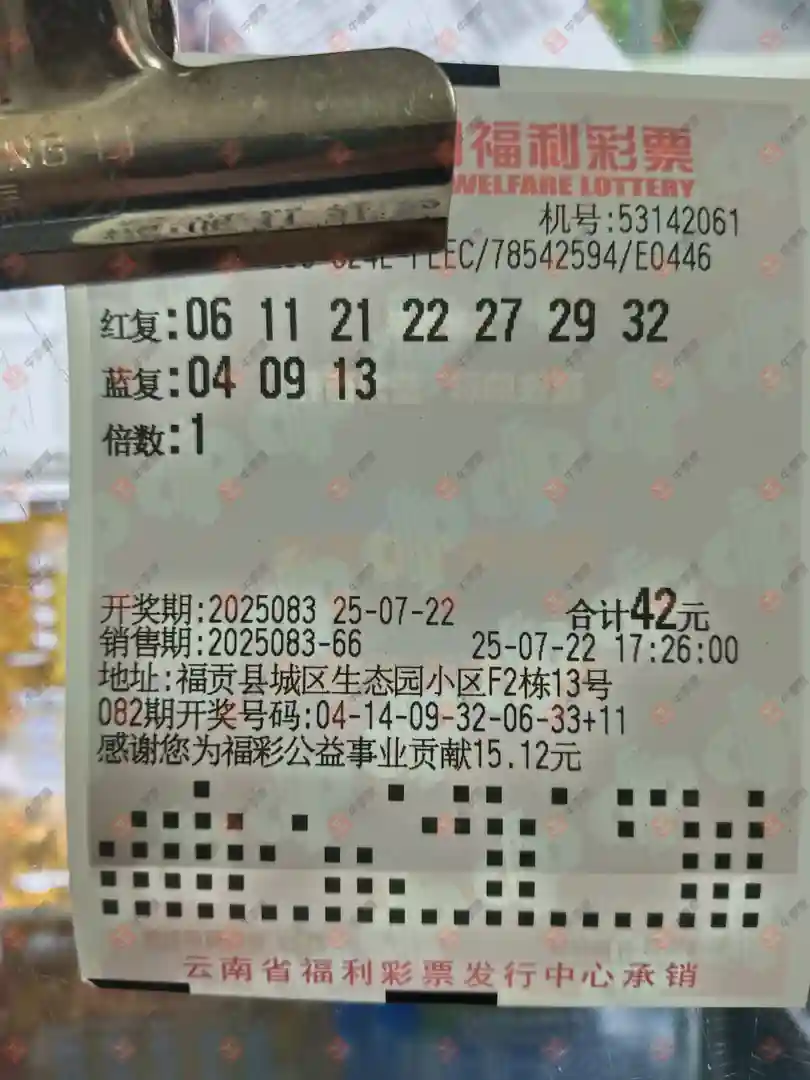 福利彩票
WELFARE LOTTERY
机号:53142061
EEC/78542594/E0446
红复:06 11 21 22 27 29 32
蓝复:04 09 13
倍数:1
开奖期:2025083 25-07-22 合计42元
销售期:2025083-66 25-07-22 17:26:00
地址:福贡县城区生态园小区F2栋13号
082期开奖号码:04-14-09-32-06-33+11
感谢您为福彩公益事业贡献15.12元
云南省福利彩票发行中心承销